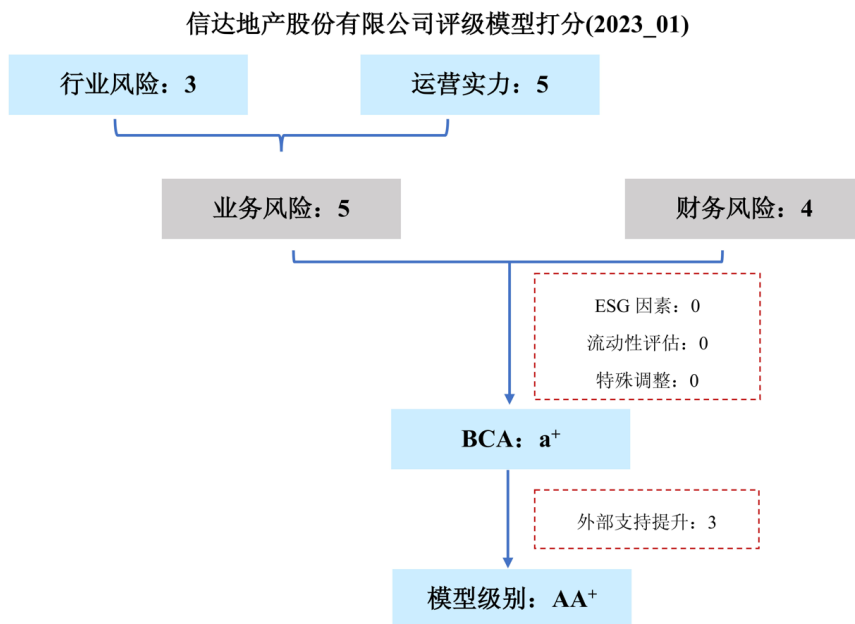 信达地产股份有限公司评级模型打分(2023_01)
行业风险：3
运营实力：5
业务风险：5
财务风险：4
ESG 因素：0
流动性评估：0
特殊调整：0
BCA：a⁺
外部支持提升：3
模型级别：AA⁺